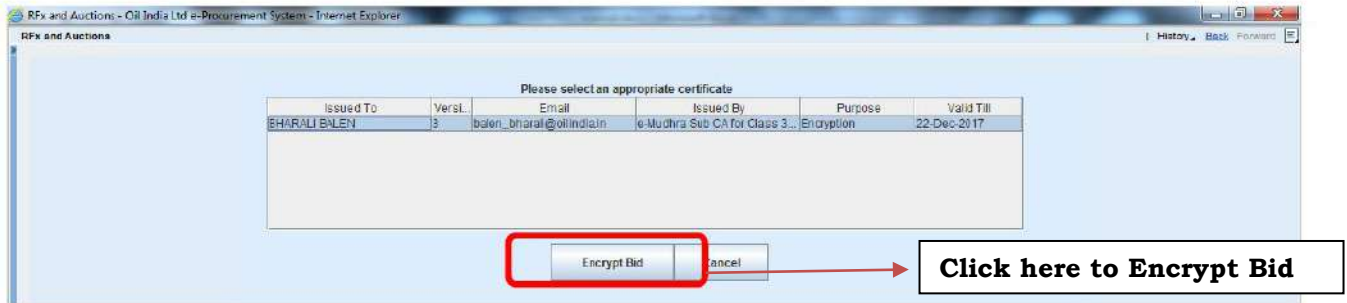 RFx and Auctions - Oil India Ltd e-Procurement System - Internet Explorer
RFx and Auctions
History Back Forward
Please select an appropriate certificate
Issued To Versi... Email Issued By Purpose Valid Till
BHARALI BALEN 3 balen_bharali@oilindia.in e-Mudhra Sub CA for Class 3... Encryption 22-Dec-2017
Encrypt Bid Cancel
Click here to Encrypt Bid